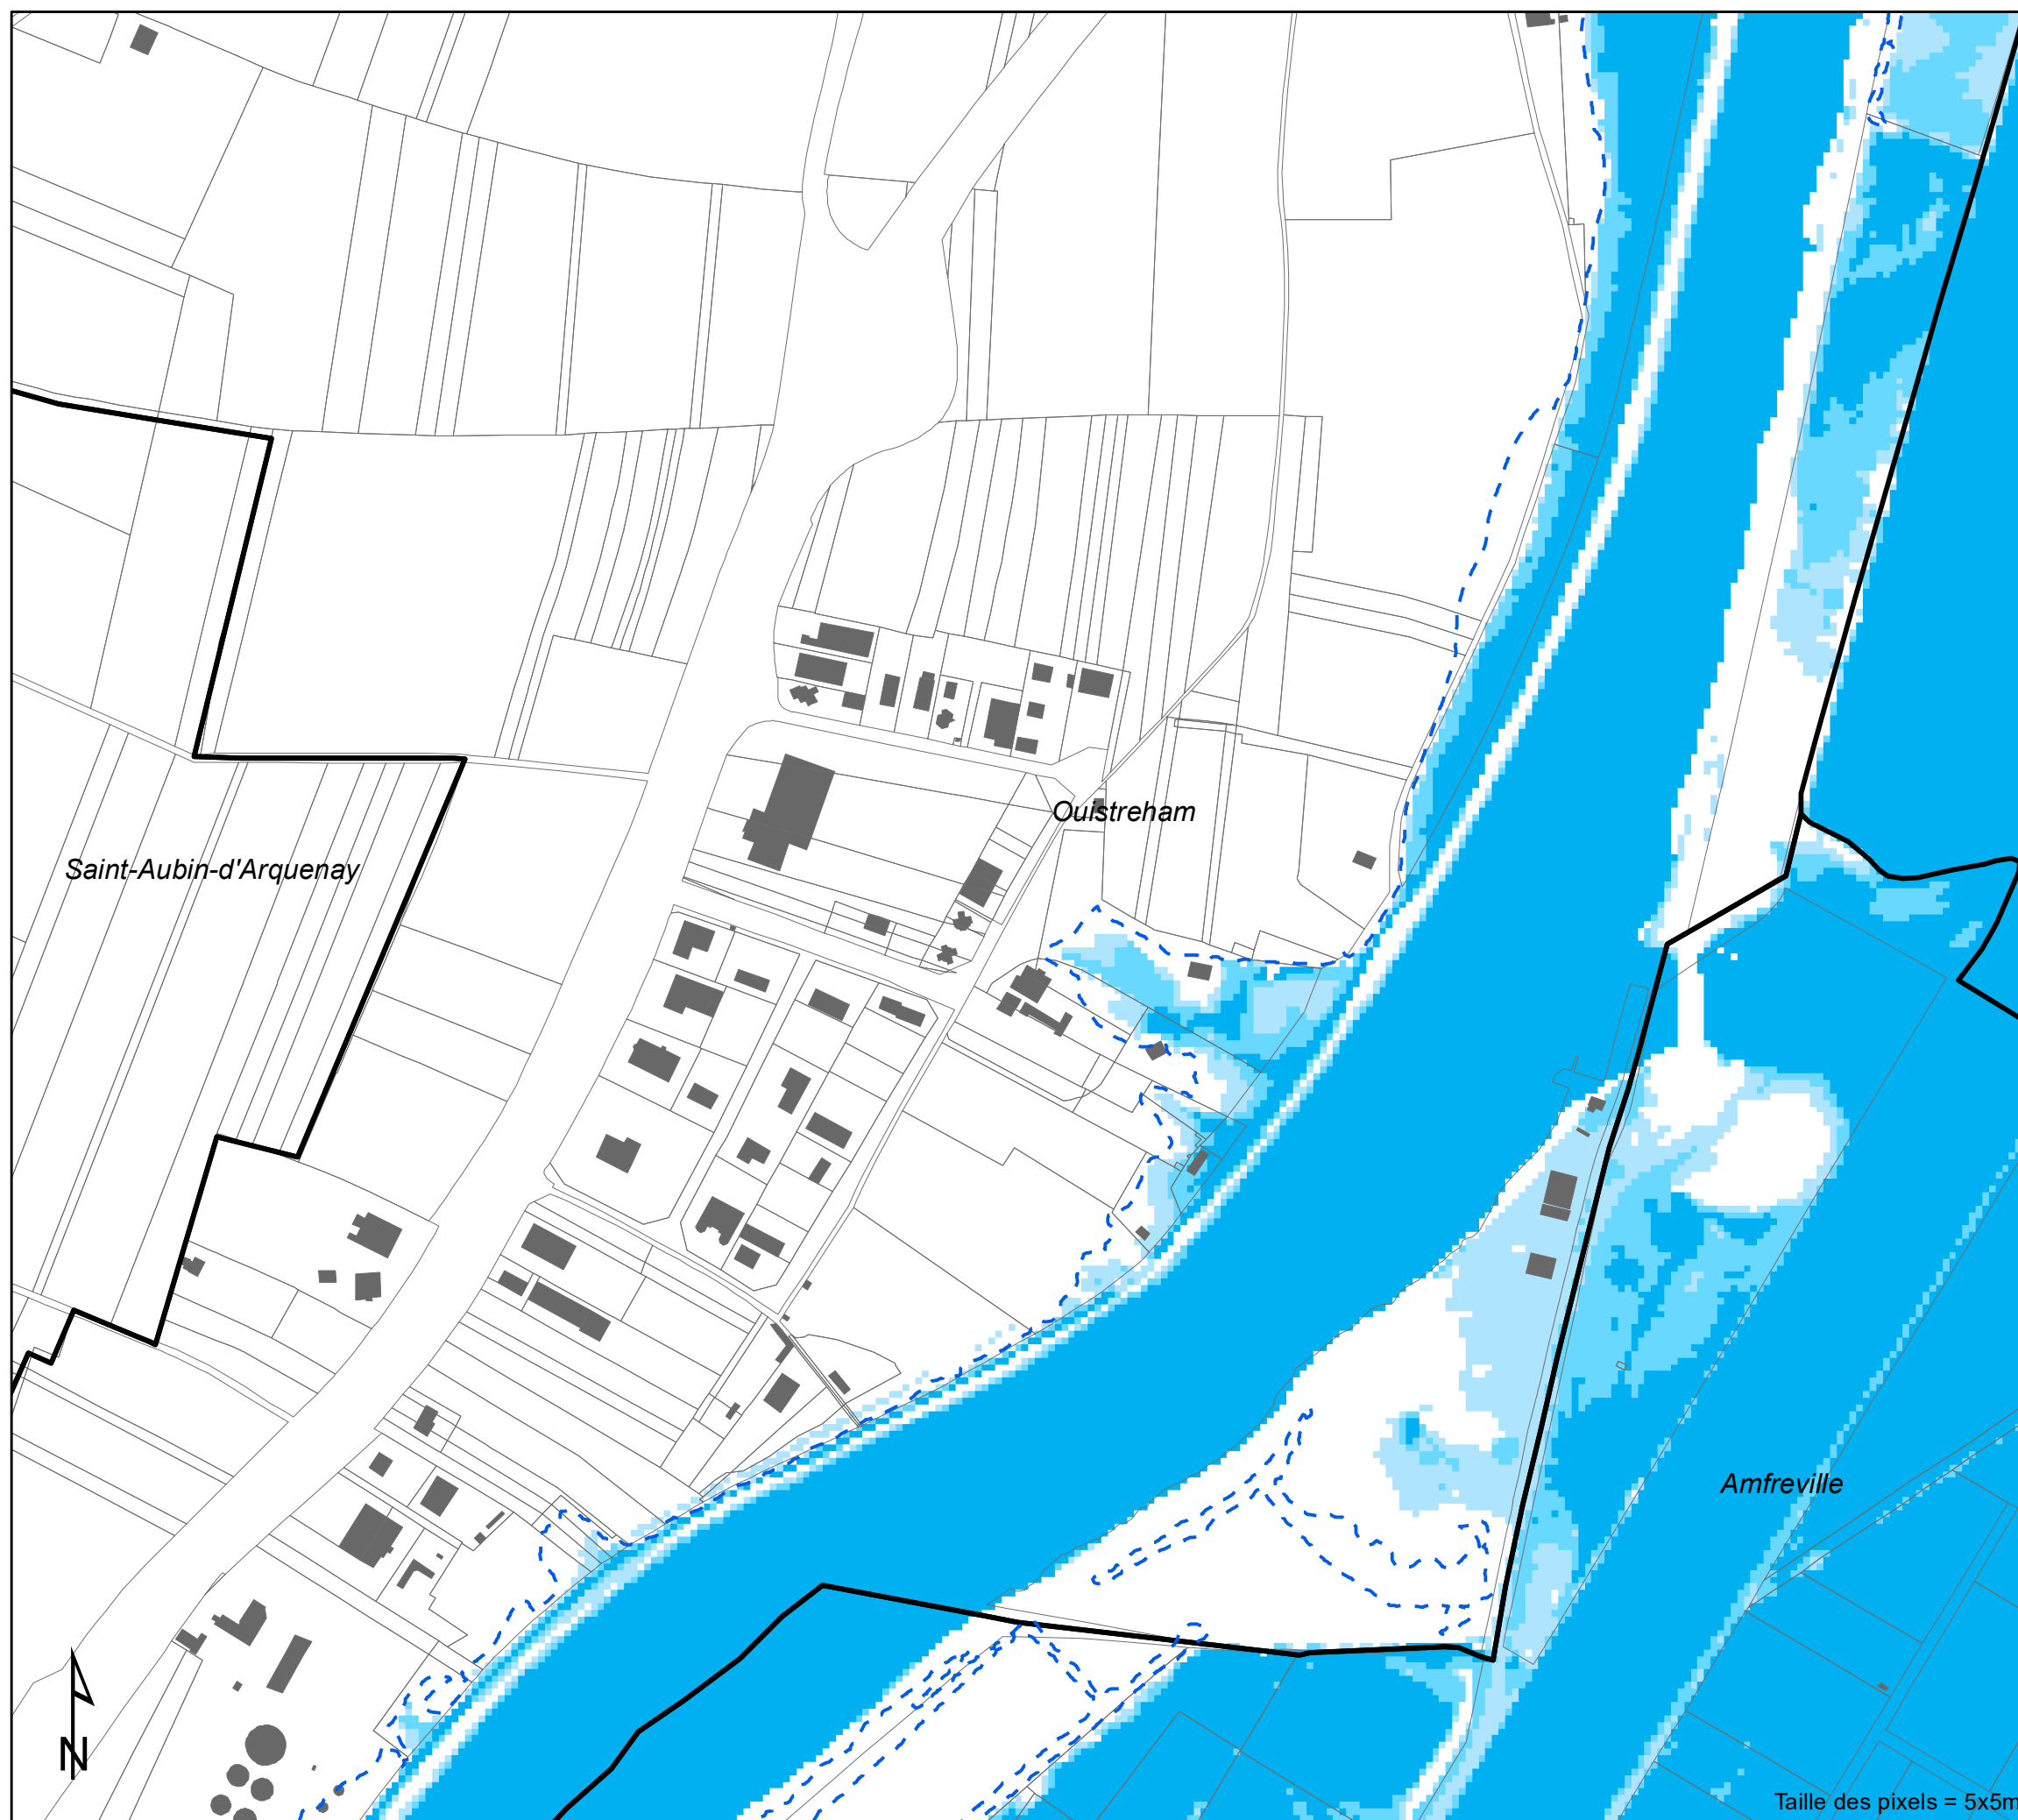 Ouistreham
Saint-Aubin-d'Arquenay
Amfreville
N
Taille des pixels = 5x5m